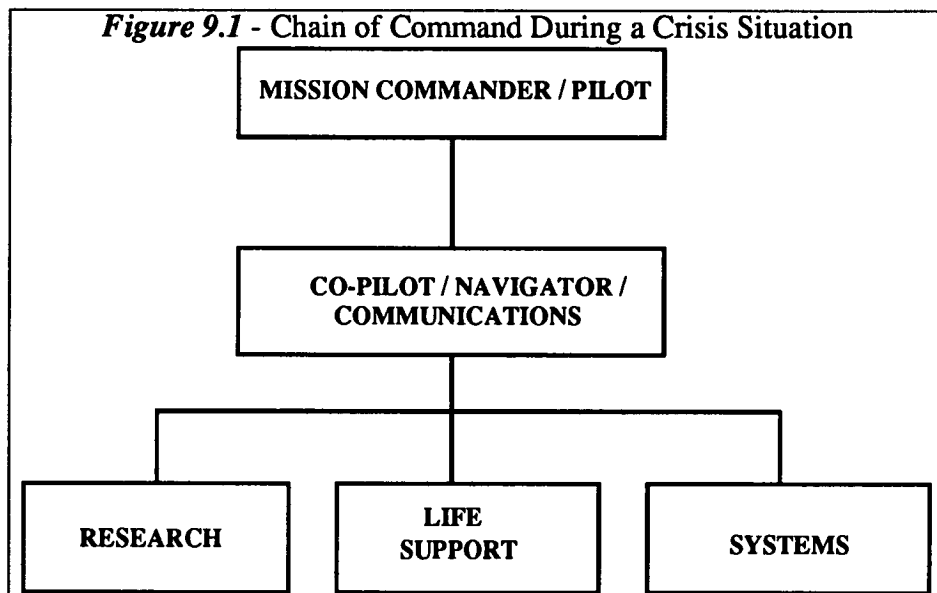 Figure 9.1 - Chain of Command During a Crisis Situation
MISSION COMMANDER / PILOT
CO-PILOT / NAVIGATOR /
COMMUNICATIONS
RESEARCH
LIFE
SUPPORT
SYSTEMS